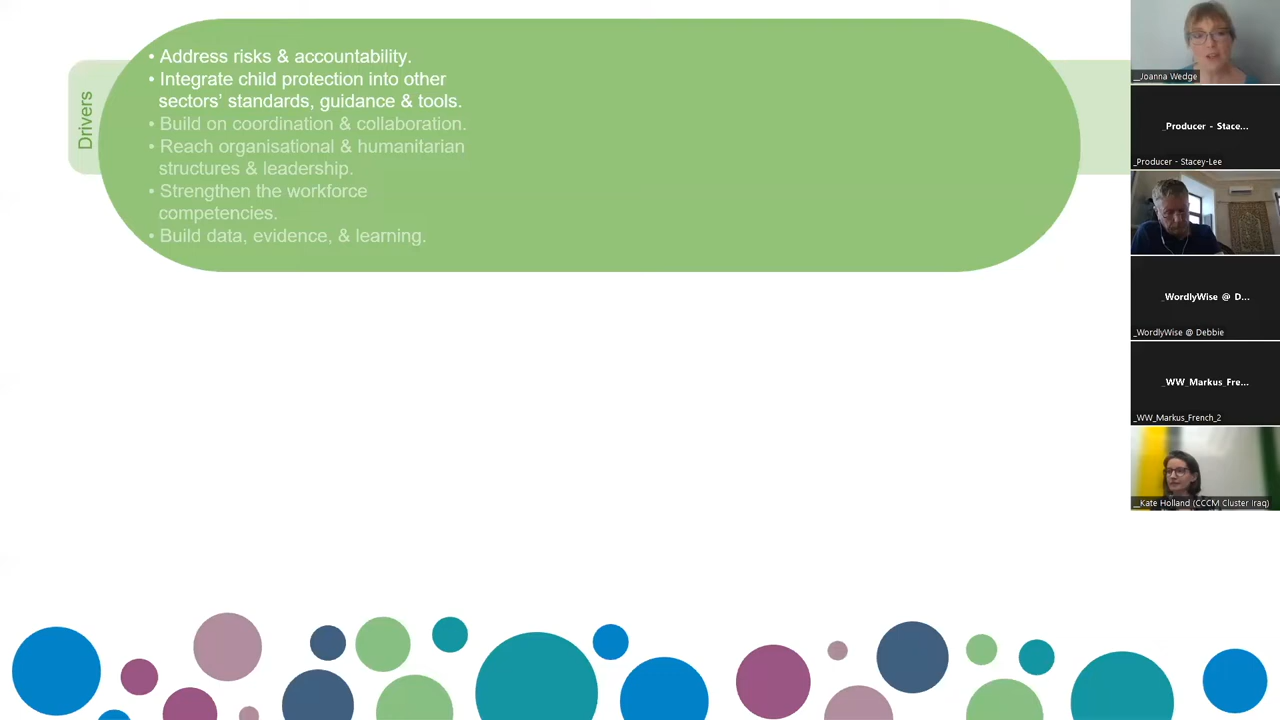 Drivers
• Address risks & accountability.
• Integrate child protection into other
sectors’ standards, guidance & tools.
• Build on coordination & collaboration.
• Reach organisational & humanitarian
structures & leadership.
• Strengthen the workforce
competencies.
• Build data, evidence, & learning.
__Joanna Wedge
_Producer - Stace...
_Producer - Stacey-Lee
_WordlyWise @ D...
_WordlyWise @ Debbie
_WW_Markus_Fre...
_WW_Markus_French_2
__Kate Holland (CCCM Cluster Iraq)